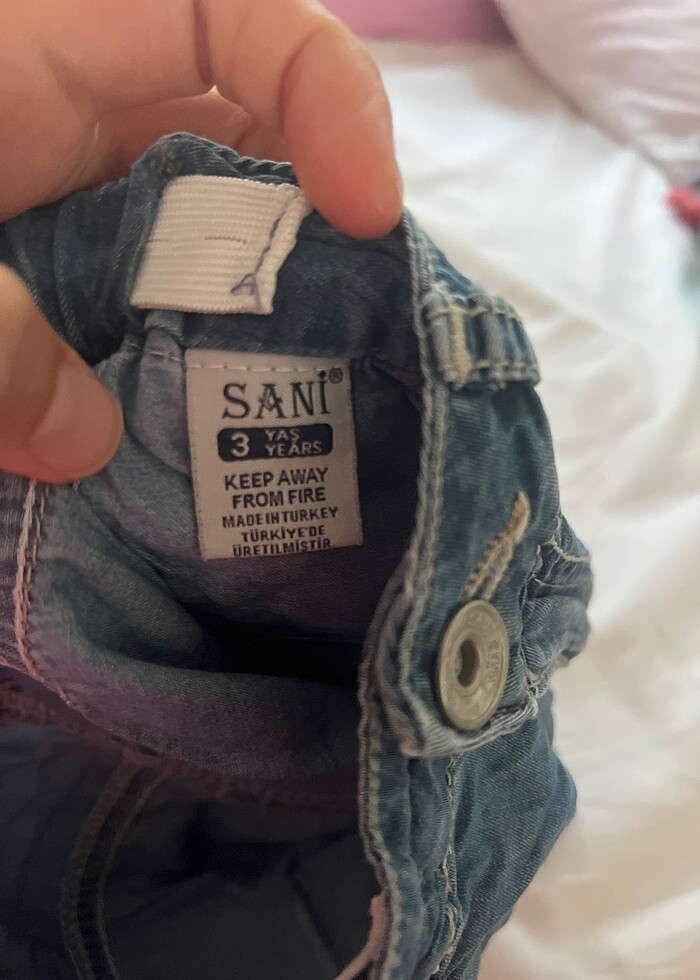 A
SANİ®
3 YAŞ
YEARS
KEEP AWAY
FROM FIRE
MADE IN TURKEY
TÜRKİYE'DE
ÜRETİLMİŞTİR